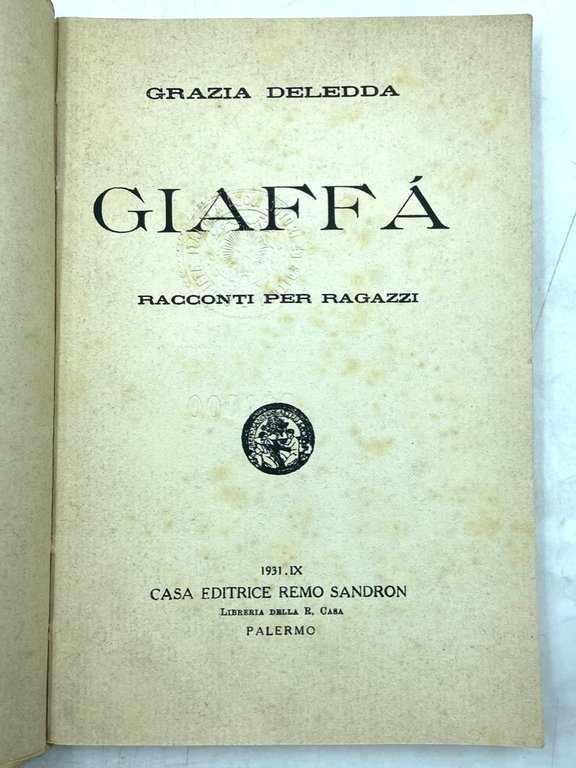 GRAZIA DELEDDA
GIAFFÁ
RACCONTI PER RAGAZZI
1931.IX
CASA EDITRICE REMO SANDRON
LIBRERIA DELLA R. CASA
PALERMO